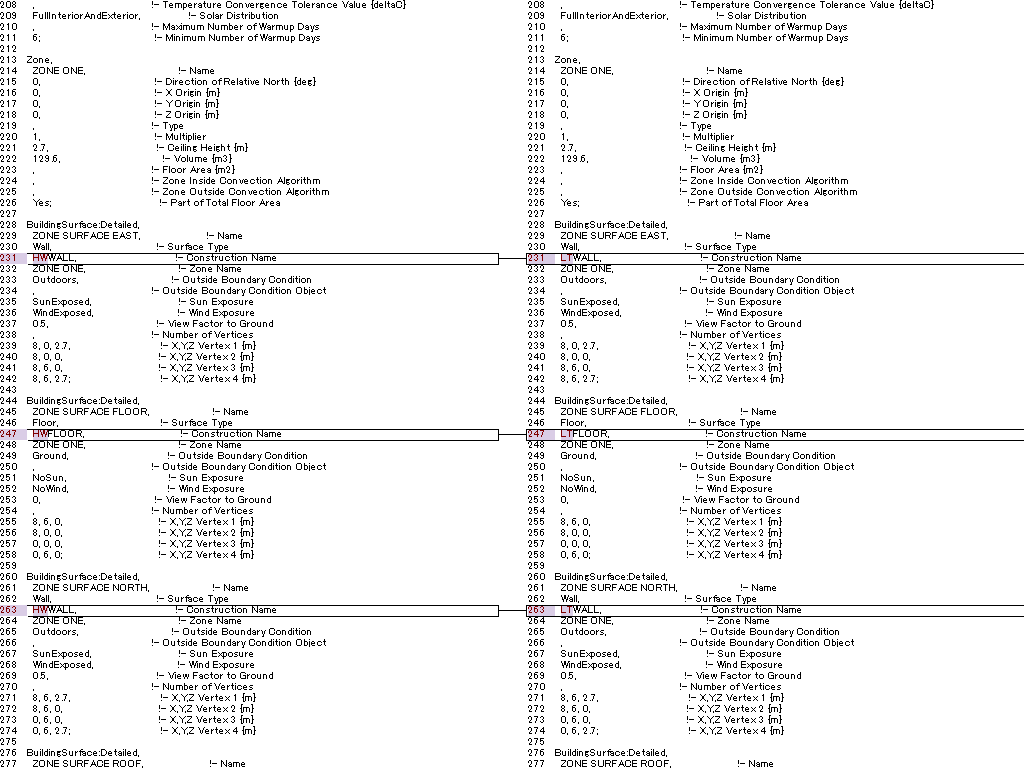 208 , !- Temperature Convergence Tolerance Value {deltaC}
209 FullInteriorAndExterior, !- Solar Distribution
210 , !- Maximum Number of Warmup Days
211 6; !- Minimum Number of Warmup Days
212
213 Zone,
214 ZONE ONE, !- Name
215 0, !- Direction of Relative North {deg}
216 0, !- X Origin {m}
217 0, !- Y Origin {m}
218 0, !- Z Origin {m}
219 , !- Type
220 1, !- Multiplier
221 2.7, !- Ceiling Height {m}
222 129.6, !- Volume {m3}
223 , !- Floor Area {m2}
224 , !- Zone Inside Convection Algorithm
225 , !- Zone Outside Convection Algorithm
226 Yes; !- Part of Total Floor Area
227
228 BuildingSurface:Detailed,
229 ZONE SURFACE EAST, !- Name
230 Wall, !- Surface Type
231 HWWALL, !- Construction Name
232 ZONE ONE, !- Zone Name
233 Outdoors, !- Outside Boundary Condition
234 , !- Outside Boundary Condition Object
235 SunExposed, !- Sun Exposure
236 WindExposed, !- Wind Exposure
237 0.5, !- View Factor to Ground
238 , !- Number of Vertices
239 8, 0, 2.7, !- X,Y,Z Vertex 1 {m}
240 8, 0, 0, !- X,Y,Z Vertex 2 {m}
241 8, 6, 0, !- X,Y,Z Vertex 3 {m}
242 8, 6, 2.7; !- X,Y,Z Vertex 4 {m}
243
244 BuildingSurface:Detailed,
245 ZONE SURFACE FLOOR, !- Name
246 Floor, !- Surface Type
247 HWFLOOR, !- Construction Name
248 ZONE ONE, !- Zone Name
249 Ground, !- Outside Boundary Condition
250 , !- Outside Boundary Condition Object
251 NoSun, !- Sun Exposure
252 NoWind, !- Wind Exposure
253 0, !- View Factor to Ground
254 , !- Number of Vertices
255 8, 6, 0, !- X,Y,Z Vertex 1 {m}
256 8, 0, 0, !- X,Y,Z Vertex 2 {m}
257 0, 0, 0, !- X,Y,Z Vertex 3 {m}
258 0, 6, 0; !- X,Y,Z Vertex 4 {m}
259
260 BuildingSurface:Detailed,
261 ZONE SURFACE NORTH, !- Name
262 Wall, !- Surface Type
263 HWWALL, !- Construction Name
264 ZONE ONE, !- Zone Name
265 Outdoors, !- Outside Boundary Condition
266 , !- Outside Boundary Condition Object
267 SunExposed, !- Sun Exposure
268 WindExposed, !- Wind Exposure
269 0.5, !- View Factor to Ground
270 , !- Number of Vertices
271 8, 6, 2.7, !- X,Y,Z Vertex 1 {m}
272 8, 6, 0, !- X,Y,Z Vertex 2 {m}
273 0, 6, 0, !- X,Y,Z Vertex 3 {m}
274 0, 6, 2.7; !- X,Y,Z Vertex 4 {m}
275
276 BuildingSurface:Detailed,
277 ZONE SURFACE ROOF, !- Name
208 , !- Temperature Convergence Tolerance Value {deltaC}
209 FullInteriorAndExterior, !- Solar Distribution
210 , !- Maximum Number of Warmup Days
211 6; !- Minimum Number of Warmup Days
212
213 Zone,
214 ZONE ONE, !- Name
215 0, !- Direction of Relative North {deg}
216 0, !- X Origin {m}
217 0, !- Y Origin {m}
218 0, !- Z Origin {m}
219 , !- Type
220 1, !- Multiplier
221 2.7, !- Ceiling Height {m}
222 129.6, !- Volume {m3}
223 , !- Floor Area {m2}
224 , !- Zone Inside Convection Algorithm
225 , !- Zone Outside Convection Algorithm
226 Yes; !- Part of Total Floor Area
227
228 BuildingSurface:Detailed,
229 ZONE SURFACE EAST, !- Name
230 Wall, !- Surface Type
231 LTWALL, !- Construction Name
232 ZONE ONE, !- Zone Name
233 Outdoors, !- Outside Boundary Condition
234 , !- Outside Boundary Condition Object
235 SunExposed, !- Sun Exposure
236 WindExposed, !- Wind Exposure
237 0.5, !- View Factor to Ground
238 , !- Number of Vertices
239 8, 0, 2.7, !- X,Y,Z Vertex 1 {m}
240 8, 0, 0, !- X,Y,Z Vertex 2 {m}
241 8, 6, 0, !- X,Y,Z Vertex 3 {m}
242 8, 6, 2.7; !- X,Y,Z Vertex 4 {m}
243
244 BuildingSurface:Detailed,
245 ZONE SURFACE FLOOR, !- Name
246 Floor, !- Surface Type
247 LTFLOOR, !- Construction Name
248 ZONE ONE, !- Zone Name
249 Ground, !- Outside Boundary Condition
250 , !- Outside Boundary Condition Object
251 NoSun, !- Sun Exposure
252 NoWind, !- Wind Exposure
253 0, !- View Factor to Ground
254 , !- Number of Vertices
255 8, 6, 0, !- X,Y,Z Vertex 1 {m}
256 8, 0, 0, !- X,Y,Z Vertex 2 {m}
257 0, 0, 0, !- X,Y,Z Vertex 3 {m}
258 0, 6, 0; !- X,Y,Z Vertex 4 {m}
259
260 BuildingSurface:Detailed,
261 ZONE SURFACE NORTH, !- Name
262 Wall, !- Surface Type
263 LTWALL, !- Construction Name
264 ZONE ONE, !- Zone Name
265 Outdoors, !- Outside Boundary Condition
266 , !- Outside Boundary Condition Object
267 SunExposed, !- Sun Exposure
268 WindExposed, !- Wind Exposure
269 0.5, !- View Factor to Ground
270 , !- Number of Vertices
271 8, 6, 2.7, !- X,Y,Z Vertex 1 {m}
272 8, 6, 0, !- X,Y,Z Vertex 2 {m}
273 0, 6, 0, !- X,Y,Z Vertex 3 {m}
274 0, 6, 2.7; !- X,Y,Z Vertex 4 {m}
275
276 BuildingSurface:Detailed,
277 ZONE SURFACE ROOF, !- Name